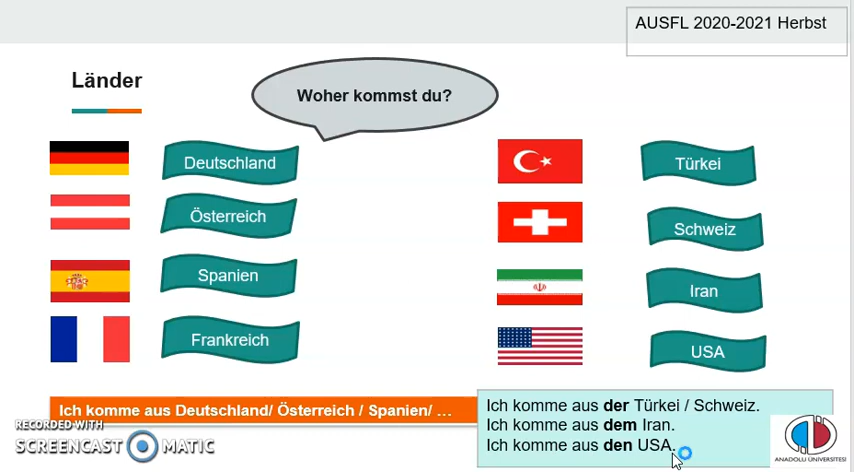 AUSFL 2020-2021 Herbst
Länder
Woher kommst du?
Deutschland
Österreich
Spanien
Frankreich
Türkei
Schweiz
Iran
USA
Ich komme aus Deutschland/ Österreich / Spanien/ …
Ich komme aus der Türkei / Schweiz.
Ich komme aus dem Iran.
Ich komme aus den USA.
RECORDED WITH
SCREENCAST MATIC
ANADOLU ÜNİVERSİTESİ